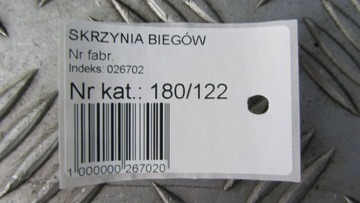 SKRZYNIA BIEGÓW
Nr fabr.
Indeks: 026702
Nr kat.: 180/122
1 000000 267020